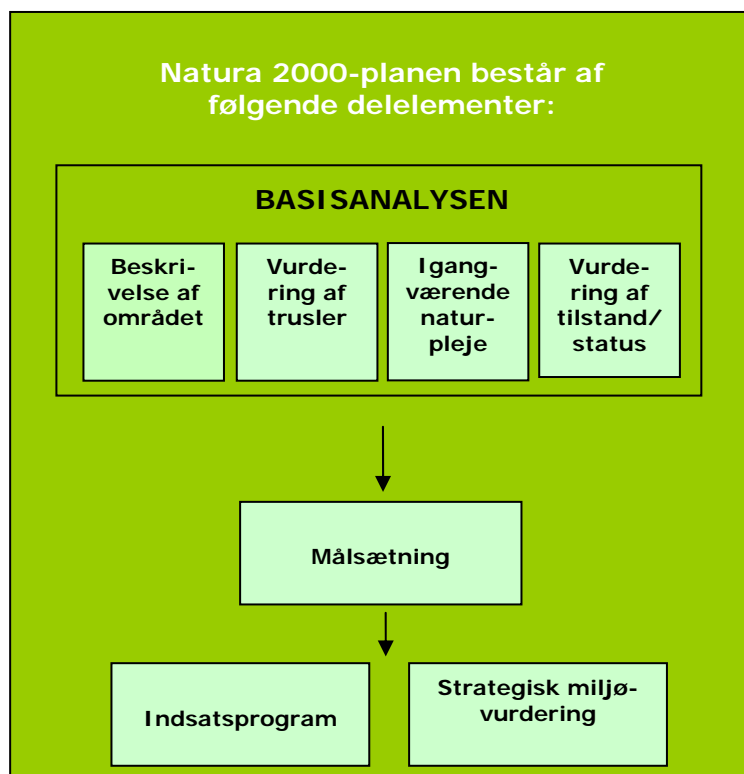 Natura 2000-planen består af
følgende delelementer:
BASISANALYSEN
Beskri-
velse af
området
Vurde-
ring af
trusler
Igang-
værende
natur-
pleje
Vurde-
ring af
tilstand/
status
Målsætning
Indsatsprogram
Strategisk miljø-
vurdering